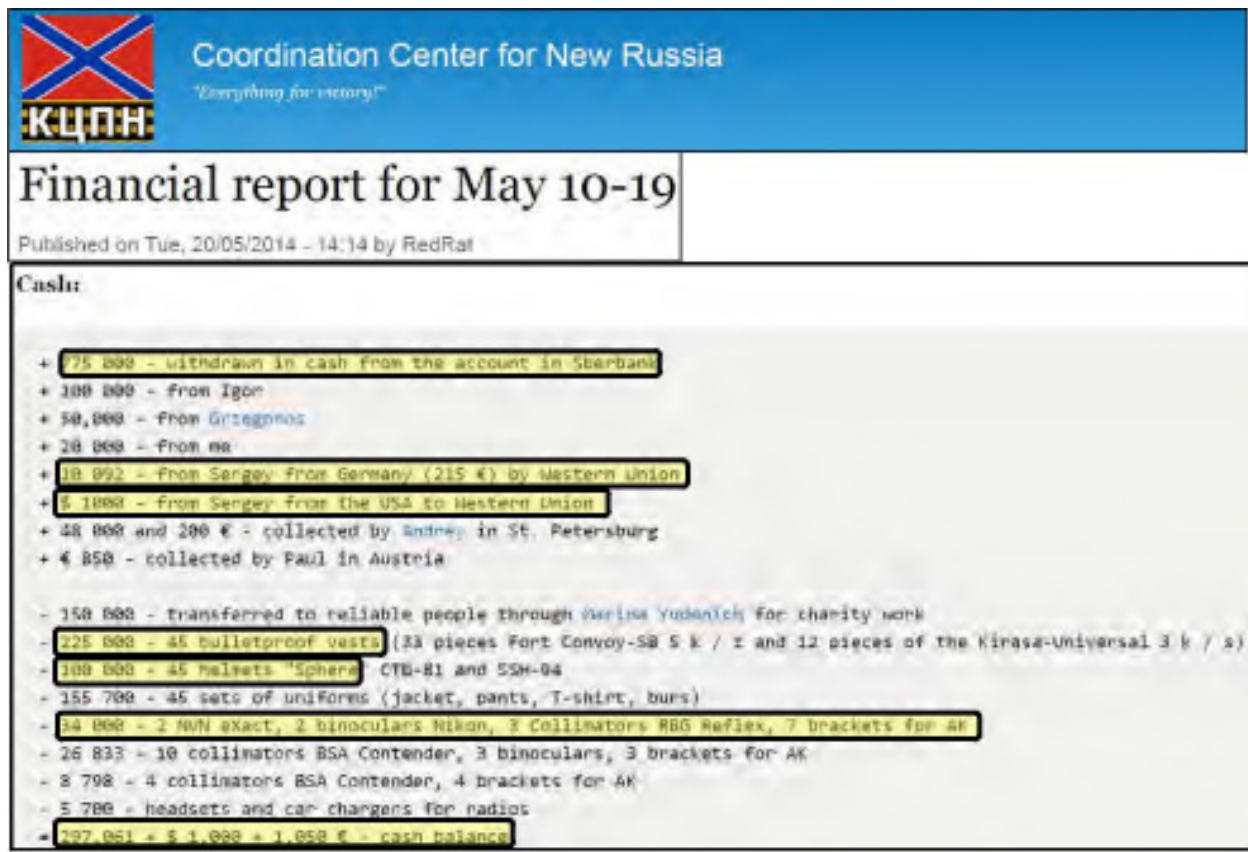 Coordination Center for New Russia
"Everything for victory!"
КЦПН
Financial report for May 10-19
Published on Tue, 20/05/2014 - 14:14 by RedRat
Cash:
+ 775 000 - withdrawn in cash from the account in Sberbank
+ 100 000 - from Igor
+ 50,000 - from
+ 20 000 - from me
+ 10 092 - from Sergey from Germany (215 €) by Western Union
+ $ 1000 - from Sergey from the USA to Western Union
+ 48 000 and 200 € - collected by Andrey in St. Petersburg
+ € 850 - collected by Paul in Austria
- 150 000 - transferred to reliable people through Marina Yudenich for charity work
- 225 000 - 45 bulletproof vests (33 pieces Fort Convoy-SB 5 k / z and 12 pieces of the Kirasa-Universal 3 k / s)
- 100 000 - 45 helmets "Sphere" СТБ-81 and SSH-94
- 155 700 - 45 sets of uniforms (jacket, pants, T-shirt, burs)
- 34 000 - 2 NVN exact, 2 binoculars Nikon, 3 Collimators RBG Reflex, 7 brackets for AK
- 26 833 - 10 collimators BSA Contender, 3 binoculars, 3 brackets for AK
- 8 798 - 4 collimators BSA Contender, 4 brackets for AK
- 5 700 - headsets and car chargers for radios
= 297,061 + $ 1,000 + 1,050 € - cash balance